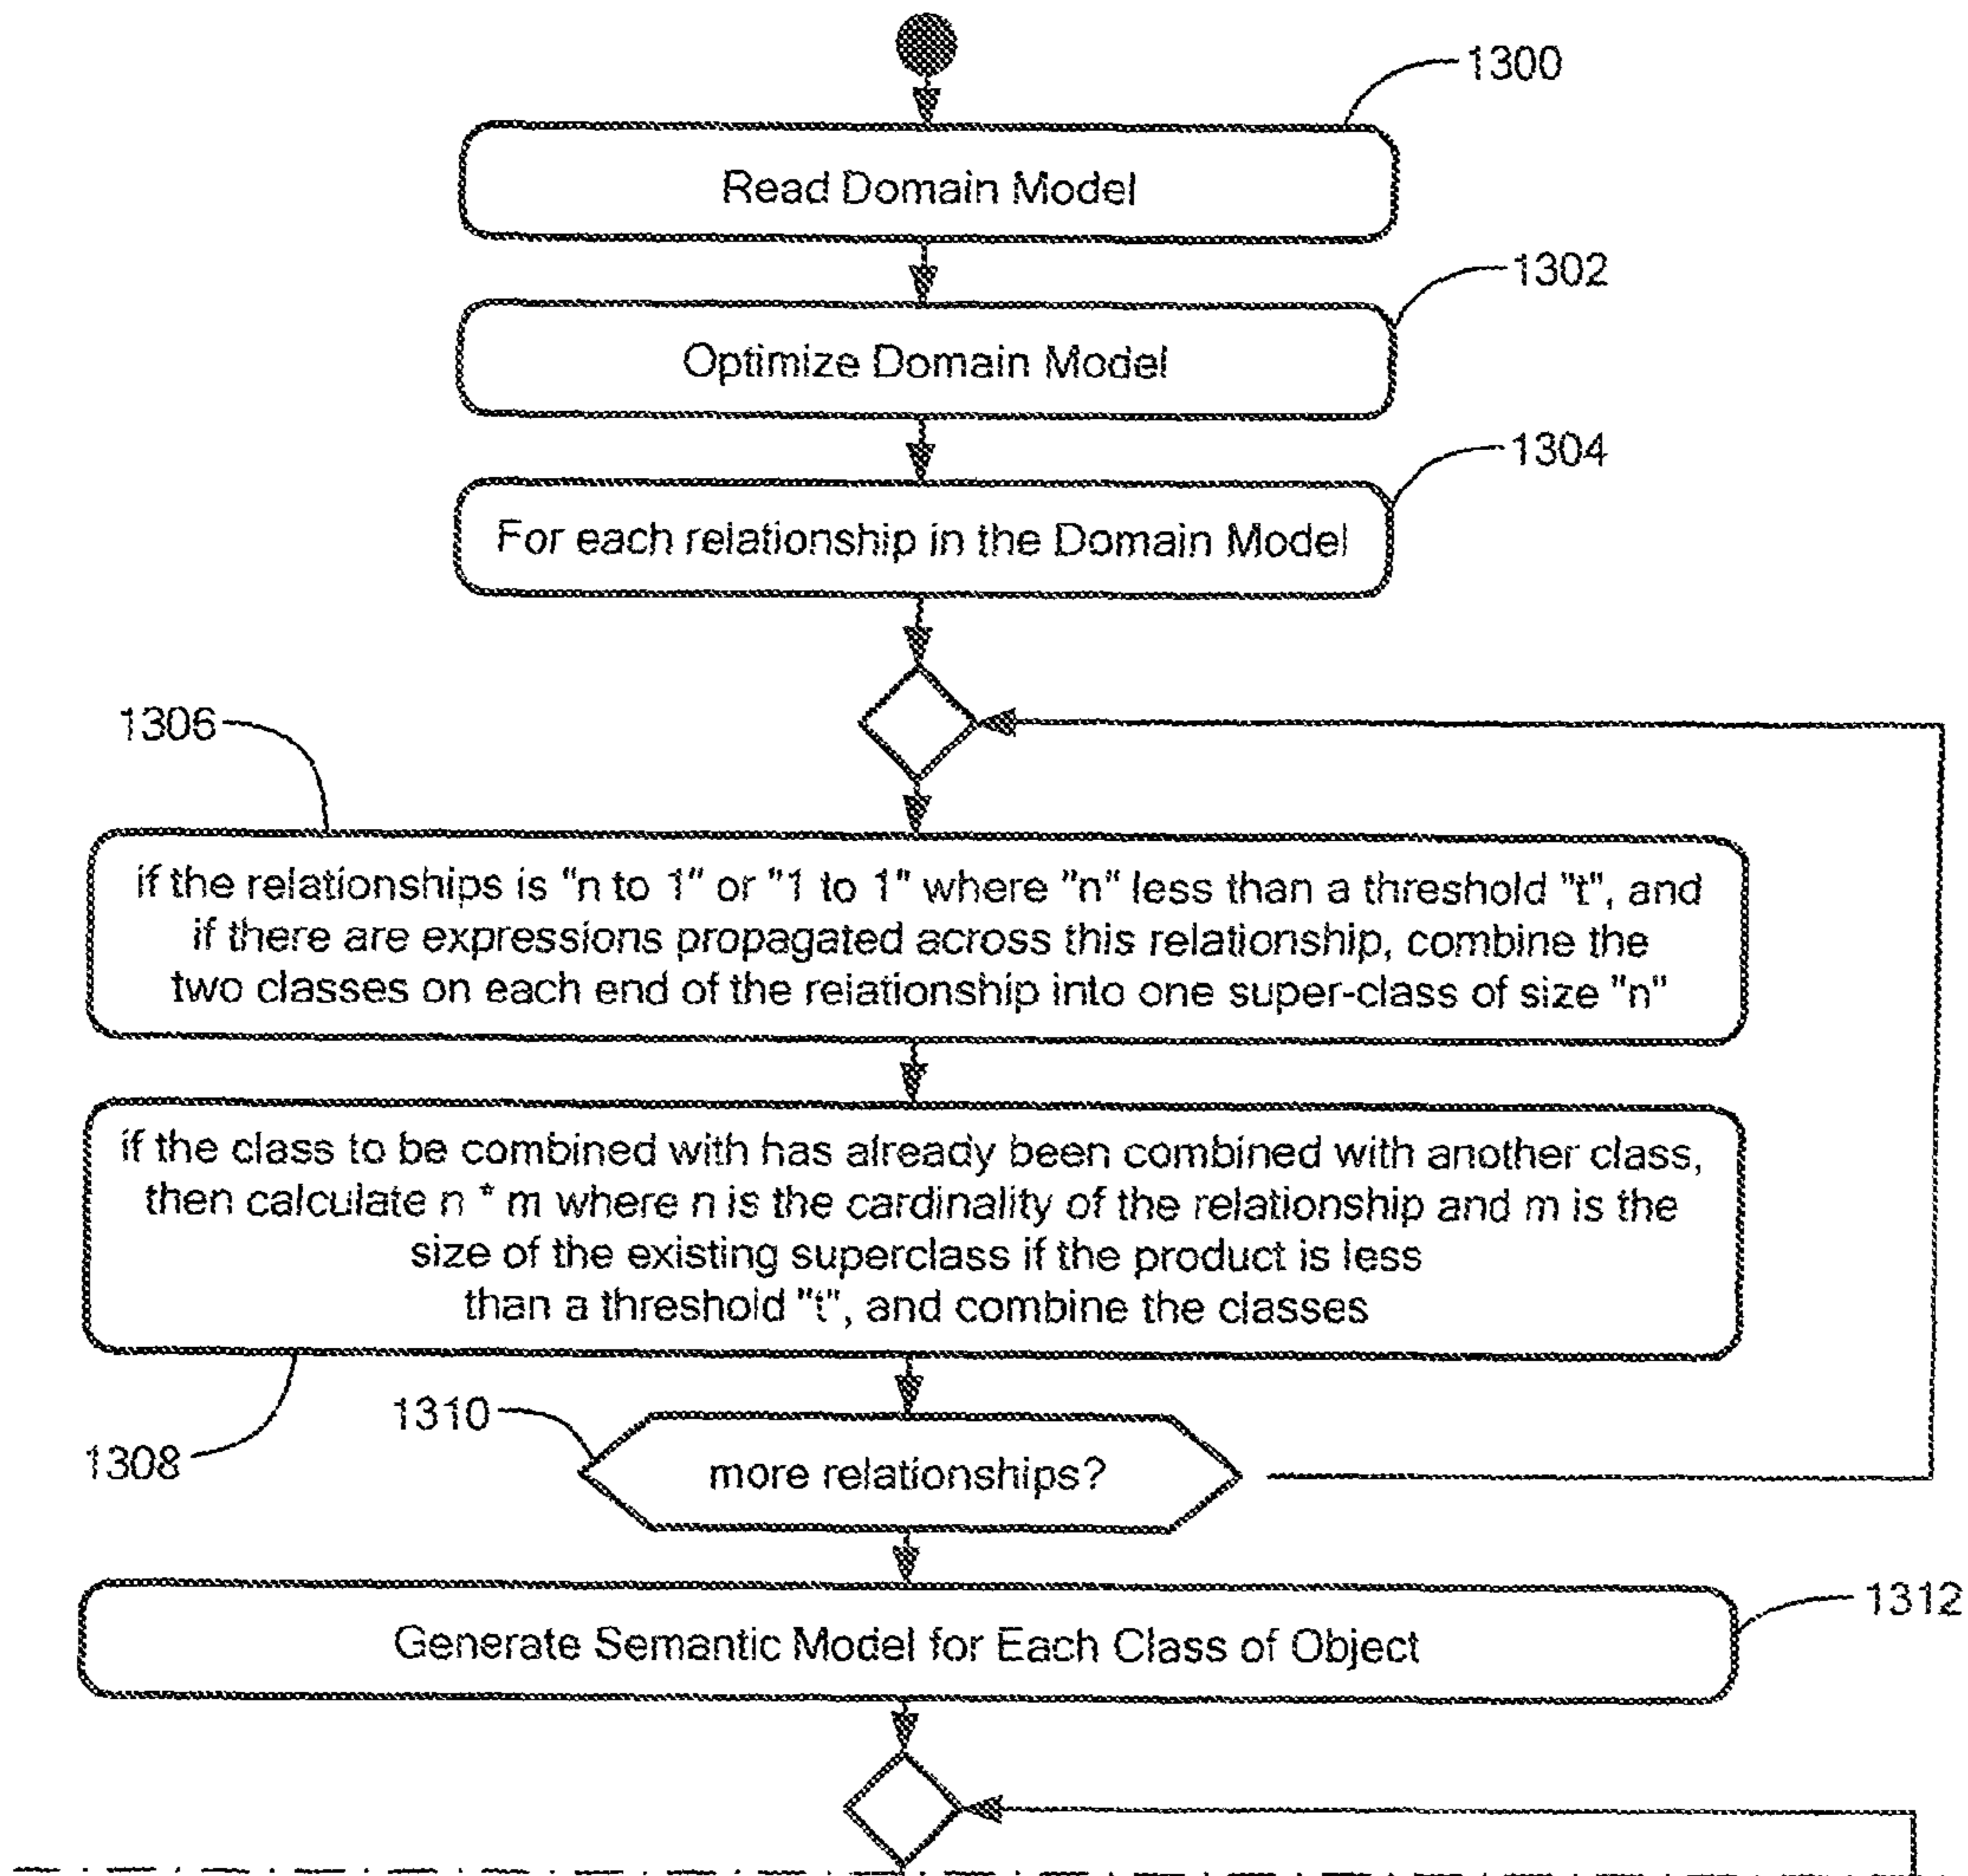 1300
Read Domain Model
1302
Optimize Domain Model
1304
For each relationship in the Domain Model
1306
if the relationships is "n to 1" or "1 to 1" where "n" less than a threshold "t", and
if there are expressions propagated across this relationship, combine the
two classes on each end of the relationship into one super-class of size "n"
if the class to be combined with has already been combined with another class,
then calculate n * m where n is the cardinality of the relationship and m is the
size of the existing superclass if the product is less
than a threshold "t", and combine the classes
1310
1308
more relationships?
1312
Generate Semantic Model for Each Class of Object